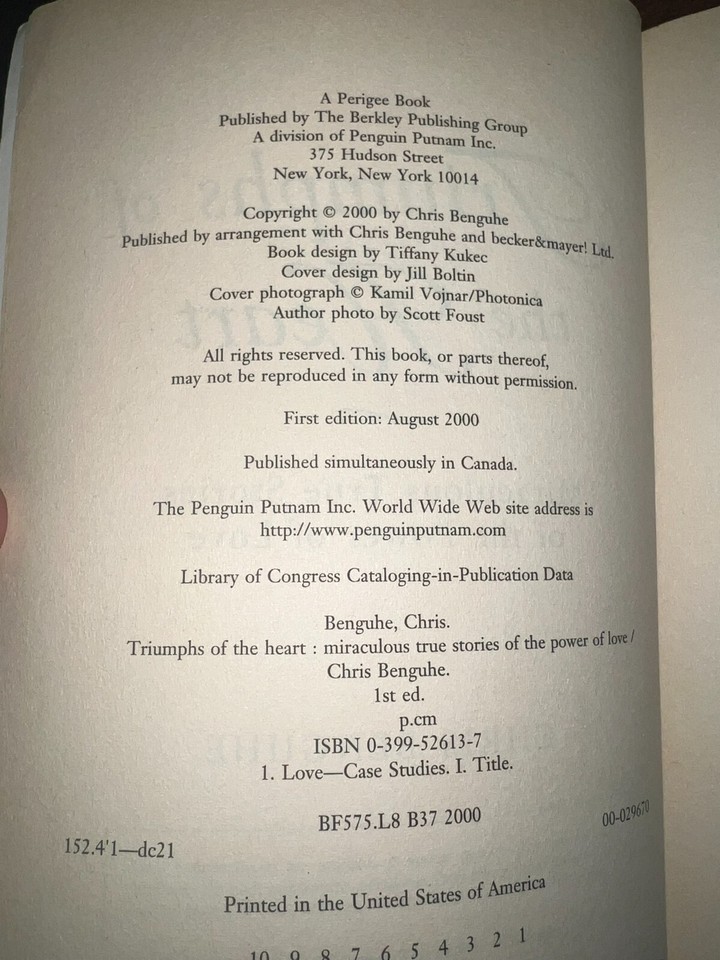 A Perigee Book
Published by The Berkley Publishing Group
A division of Penguin Putnam Inc.
375 Hudson Street
New York, New York 10014
Copyright © 2000 by Chris Benguhe
Published by arrangement with Chris Benguhe and becker&mayer! Ltd.
Book design by Tiffany Kukec
Cover design by Jill Boltin
Cover photograph © Kamil Vojnar/Photonica
Author photo by Scott Foust
All rights reserved. This book, or parts thereof,
may not be reproduced in any form without permission.
First edition: August 2000
Published simultaneously in Canada.
The Penguin Putnam Inc. World Wide Web site address is
http://www.penguinputnam.com
Library of Congress Cataloging-in-Publication Data
Benguhe, Chris.
Triumphs of the heart : miraculous true stories of the power of love /
Chris Benguhe.
1st ed.
p.cm
ISBN 0-399-52613-7
1. Love—Case Studies. I. Title.
BF575.L8 B37 2000
00-029670
152.4'1—dc21
Printed in the United States of America
10 9 8 7 6 5 4 3 2 1